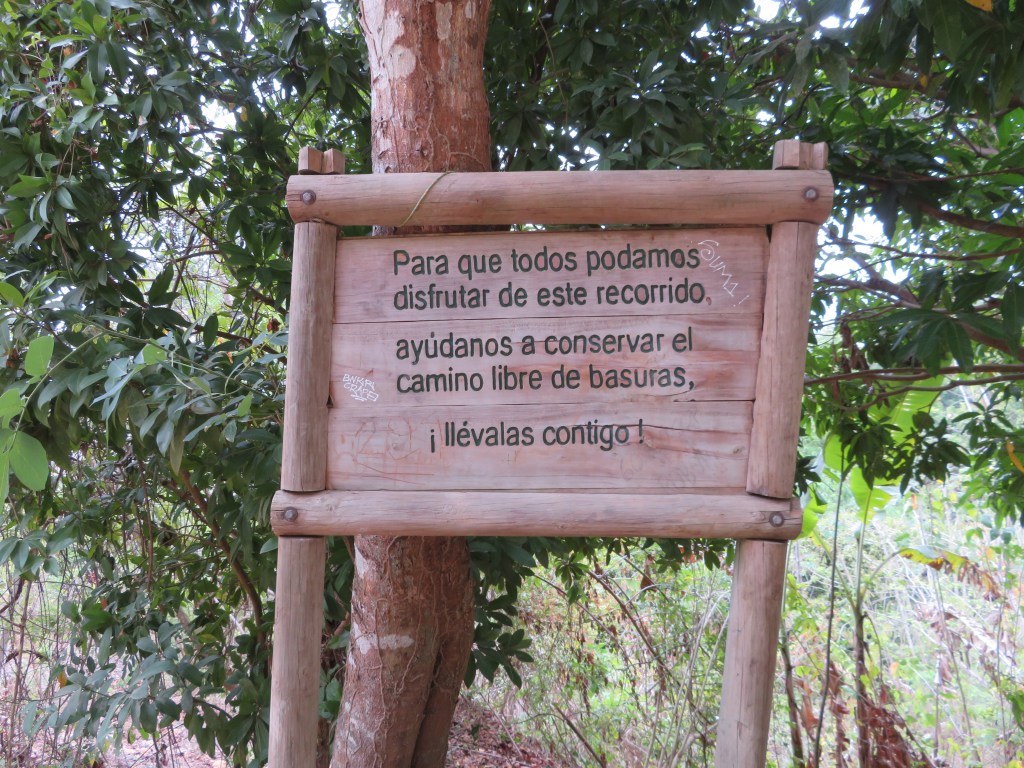 Para que todos podamos
disfrutar de este recorrido,
ayúdanos a conservar el
camino libre de basuras,
¡ llévalas contigo !